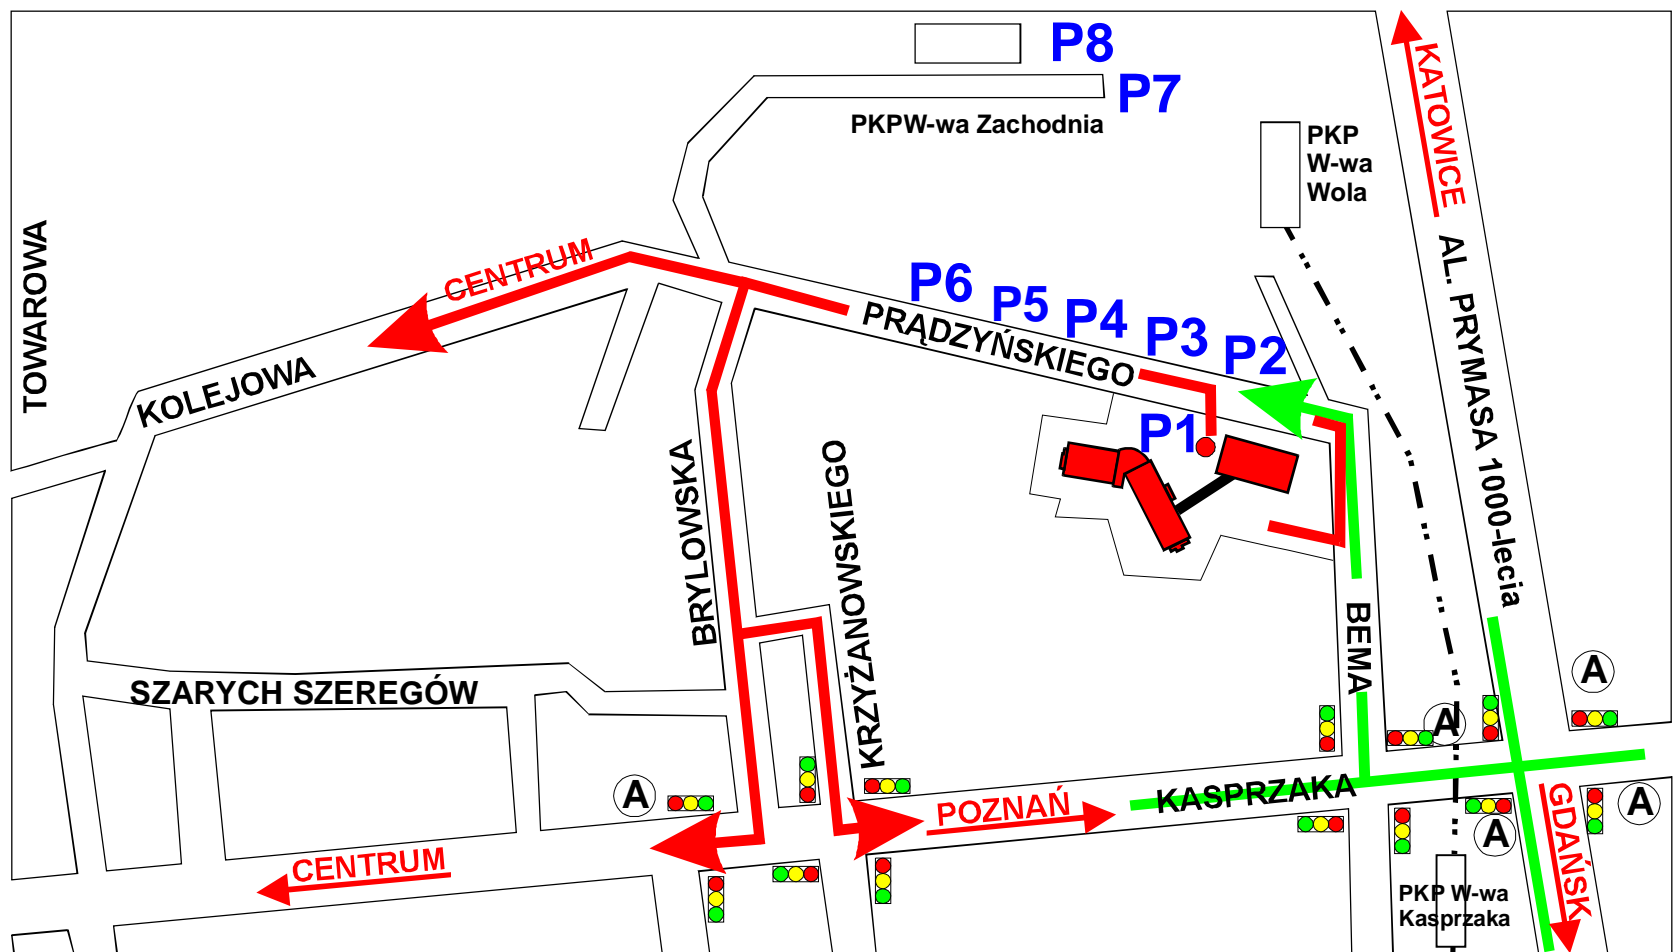 P8
P7
PKPW-wa Zachodnia
PKP
W-wa
Wola
KATOWICE
AL. PRYMASA 1000-lecia
TOWAROWA
CENTRUM
KOLEJOWA
P6
P5
P4
P3
P2
PRĄDZYŃSKIEGO
P1
BRYLOWSKA
KRZYŻANOWSKIEGO
BEMA
SZARYCH SZEREGÓW
A
A
A
A
A
POZNAŃ
KASPRZAKA
CENTRUM
GDAŃSK
PKP W-wa
Kasprzaka